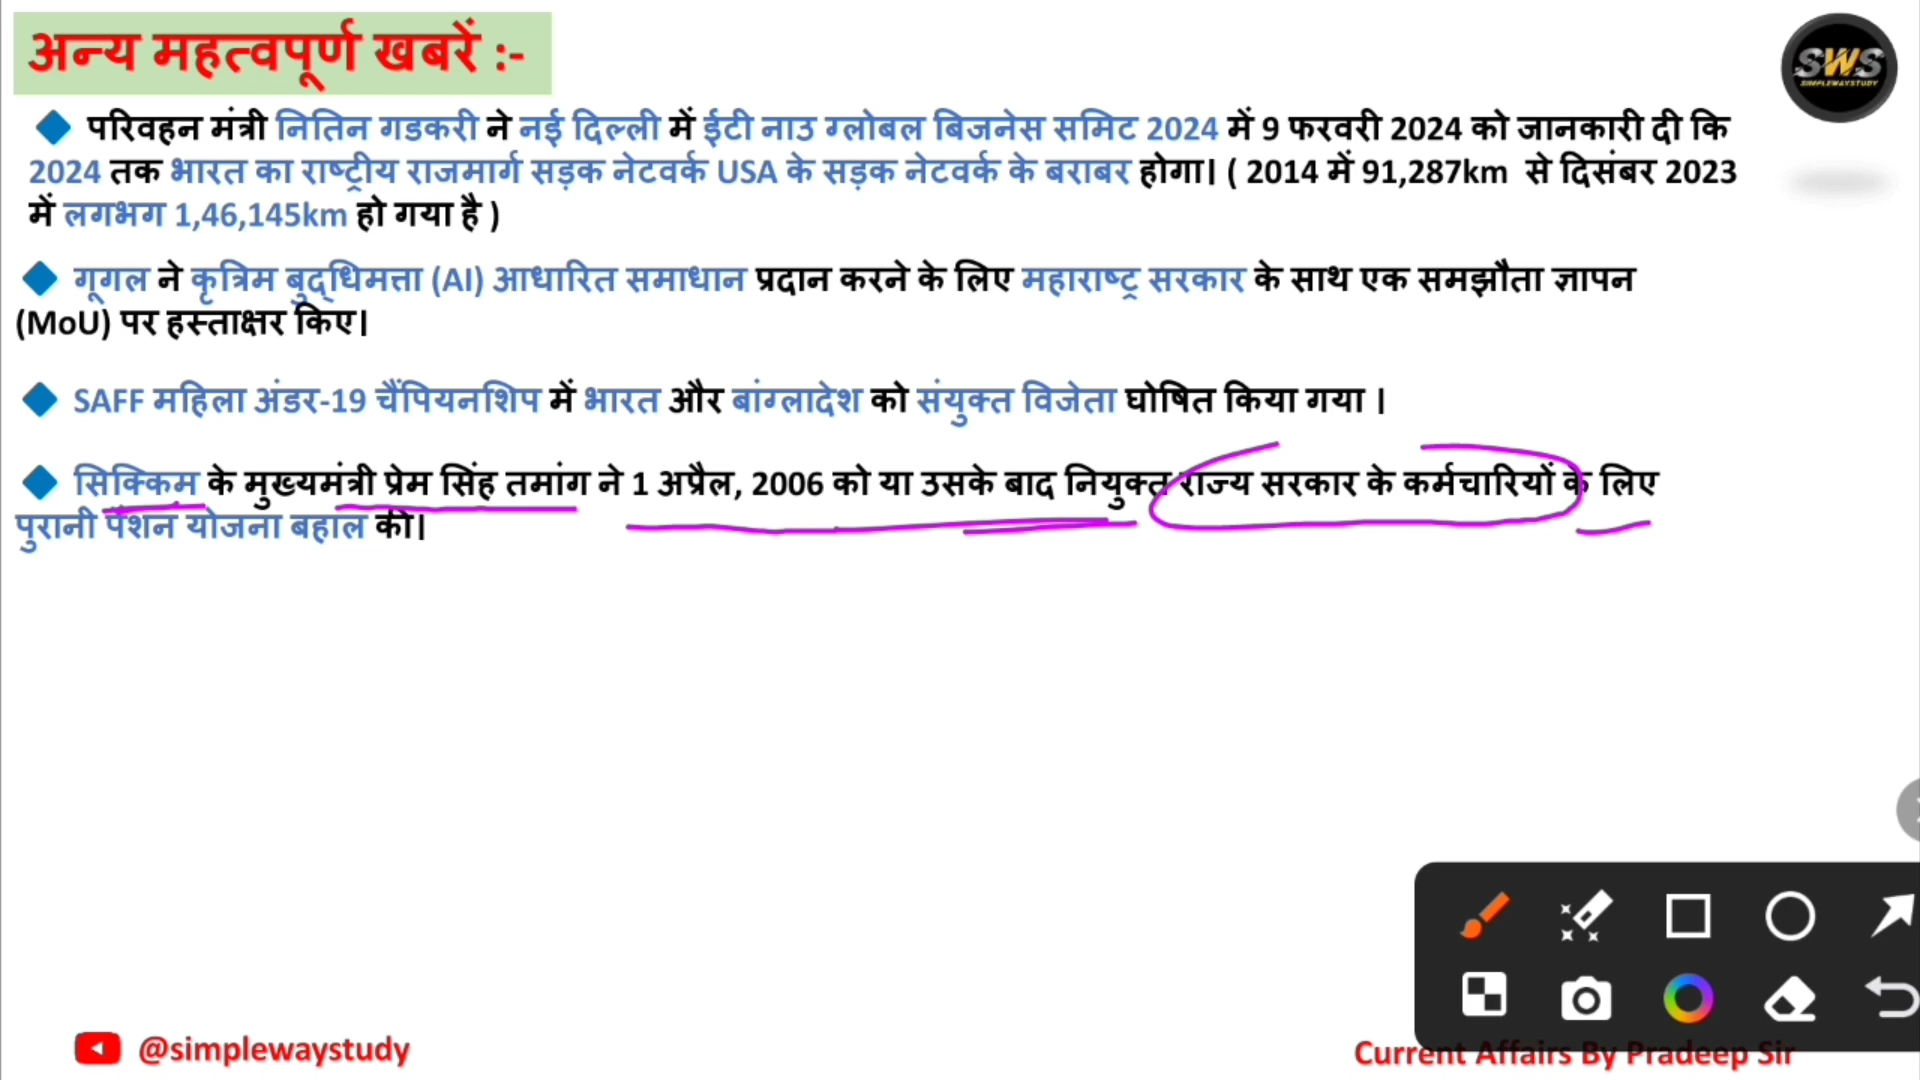 अन्य महत्वपूर्ण खबरें :-
SWS
SIMPLEWAYSTUDY
परिवहन मंत्री नितिन गडकरी ने नई दिल्ली में ईटी नाउ ग्लोबल बिजनेस समिट 2024 में 9 फरवरी 2024 को जानकारी दी कि
2024 तक भारत का राष्ट्रीय राजमार्ग सड़क नेटवर्क USA के सड़क नेटवर्क के बराबर होगा। ( 2014 में 91,287km से दिसंबर 2023
में लगभग 1,46,145km हो गया है )
गूगल ने कृत्रिम बुद्धिमत्ता (AI) आधारित समाधान प्रदान करने के लिए महाराष्ट्र सरकार के साथ एक समझौता ज्ञापन
(MoU) पर हस्ताक्षर किए।
SAFF महिला अंडर-19 चैंपियनशिप में भारत और बांग्लादेश को संयुक्त विजेता घोषित किया गया ।
सिक्किम के मुख्यमंत्री प्रेम सिंह तमांग ने 1 अप्रैल, 2006 को या उसके बाद नियुक्त राज्य सरकार के कर्मचारियों के लिए
पुरानी पेंशन योजना बहाल की।
@simplewaystudy
Current Affairs By Pradeep Sir